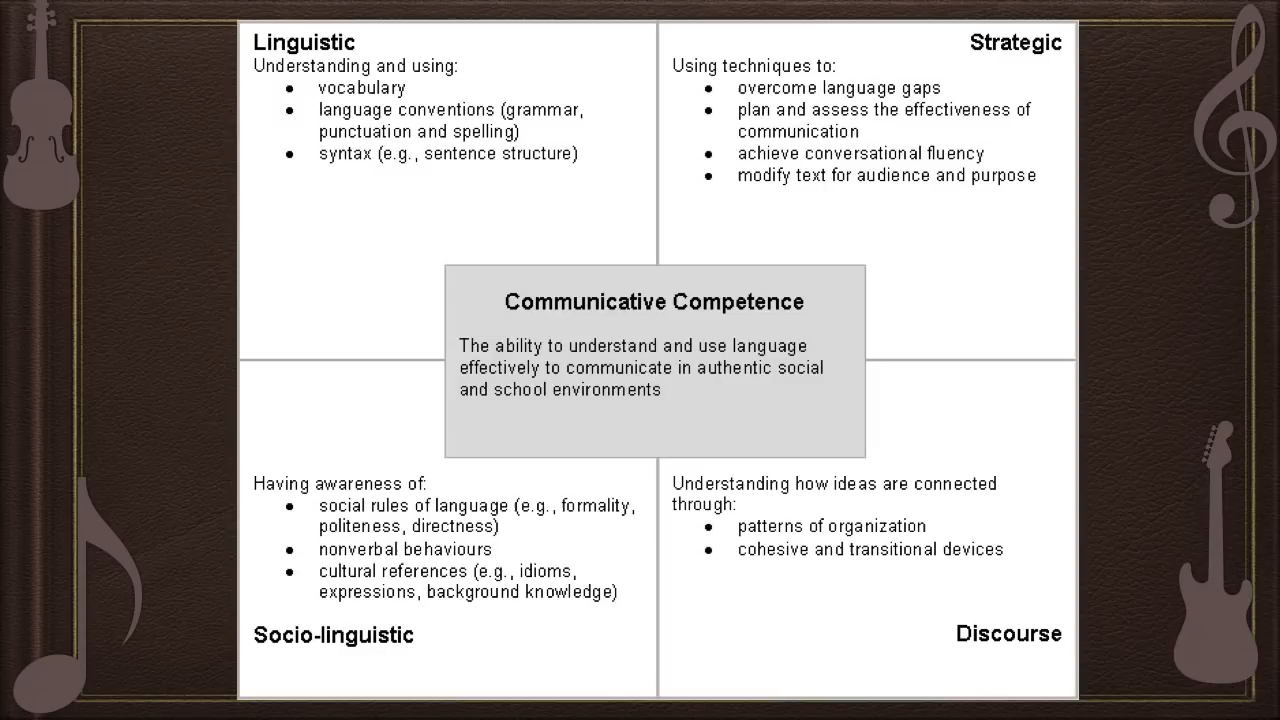 Linguistic
Understanding and using:
● vocabulary
● language conventions (grammar,
punctuation and spelling)
● syntax (e.g., sentence structure)
Strategic
Using techniques to:
● overcome language gaps
● plan and assess the effectiveness of
communication
● achieve conversational fluency
● modify text for audience and purpose
Communicative Competence
The ability to understand and use language
effectively to communicate in authentic social
and school environments
Having awareness of:
● social rules of language (e.g., formality,
politeness, directness)
● nonverbal behaviours
● cultural references (e.g., idioms,
expressions, background knowledge)
Socio-linguistic
Understanding how ideas are connected
through:
● patterns of organization
● cohesive and transitional devices
Discourse